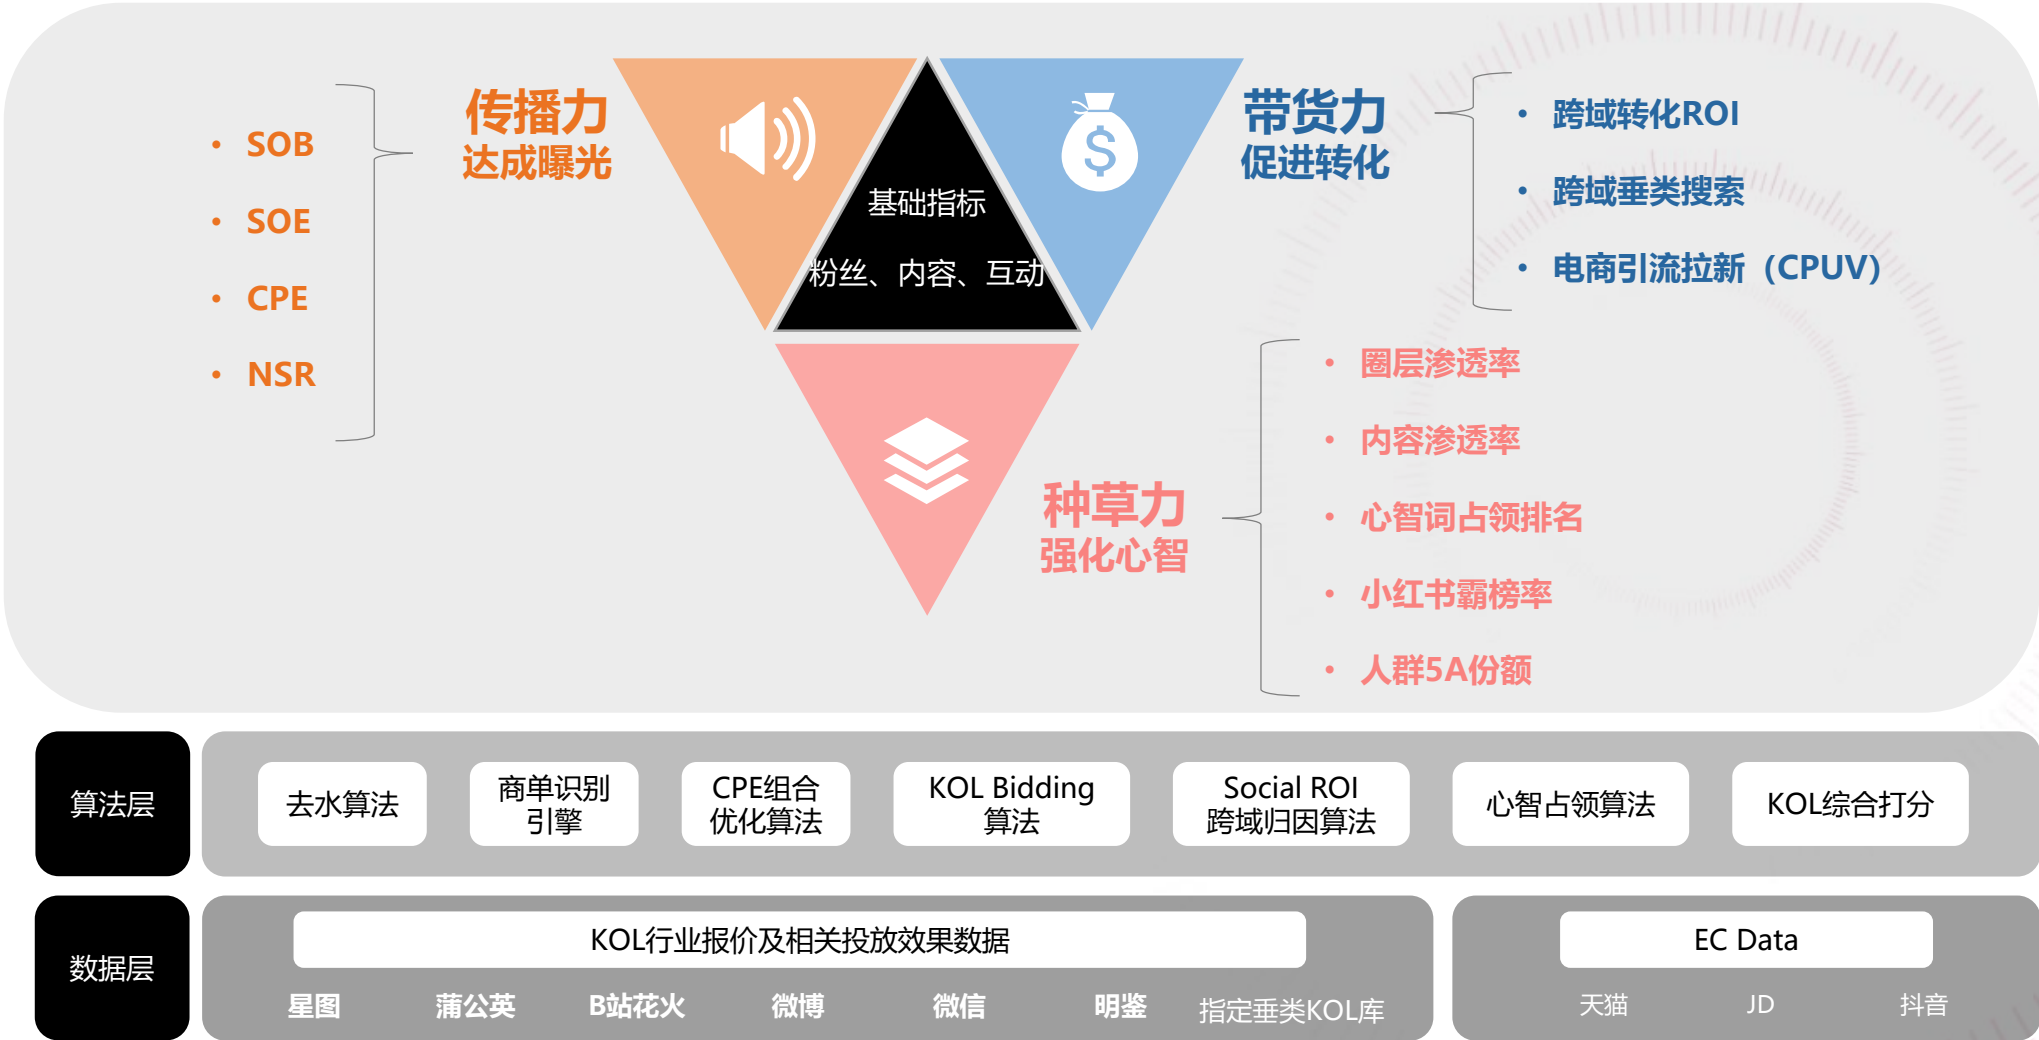 传播力
达成曝光
• SOB
• SOE
• CPE
• NSR
基础指标
粉丝、内容、互动
带货力
促进转化
• 跨域转化ROI
• 跨域垂类搜索
• 电商引流拉新（CPUV）
种草力
强化心智
• 圈层渗透率
• 内容渗透率
• 心智词占领排名
• 小红书霸榜率
• 人群5A份额
算法层
去水算法
商单识别
引擎
CPE组合
优化算法
KOL Bidding
算法
Social ROI
跨域归因算法
心智占领算法
KOL综合打分
数据层
KOL行业报价及相关投放效果数据
星图 蒲公英 B站花火 微博 微信 明鉴 指定垂类KOL库
EC Data
天猫 JD 抖音